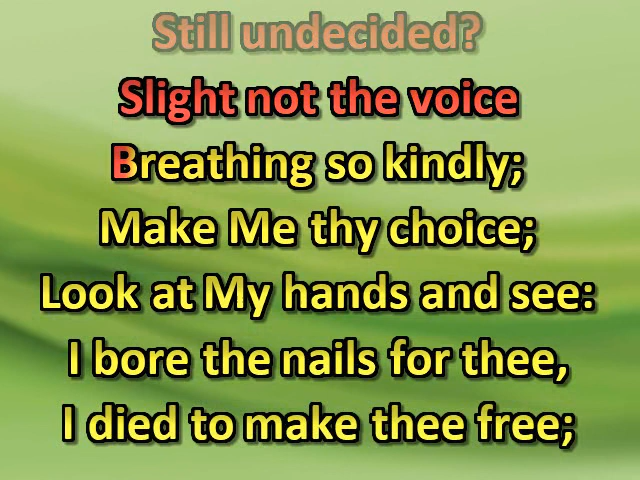 Still undecided?
Slight not the voice
Breathing so kindly;
Make Me thy choice;
Look at My hands and see:
I bore the nails for thee,
I died to make thee free;